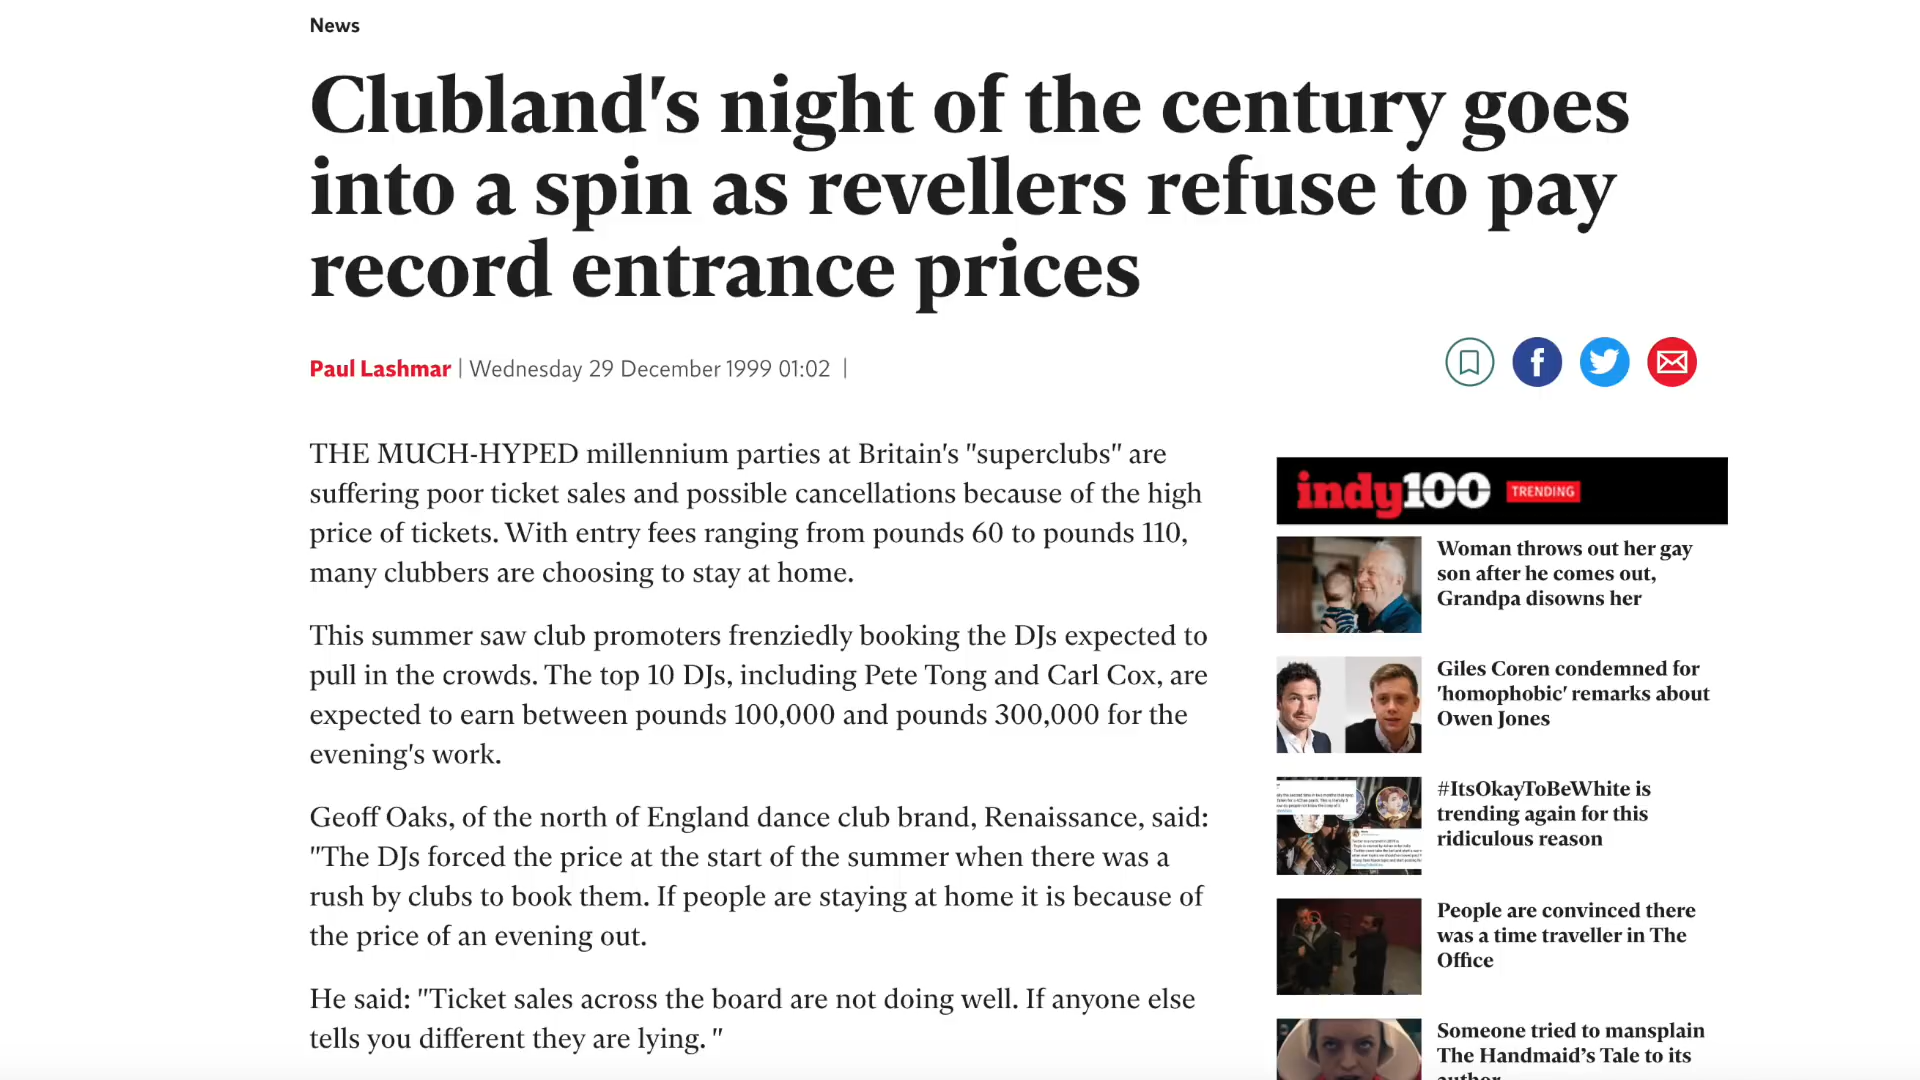 News
Clubland's night of the century goes
into a spin as revellers refuse to pay
record entrance prices
Paul Lashmar | Wednesday 29 December 1999 01:02 |
THE MUCH-HYPED millennium parties at Britain's "superclubs" are
suffering poor ticket sales and possible cancellations because of the high
price of tickets. With entry fees ranging from pounds 60 to pounds 110,
many clubbers are choosing to stay at home.
This summer saw club promoters frenziedly booking the DJs expected to
pull in the crowds. The top 10 DJs, including Pete Tong and Carl Cox, are
expected to earn between pounds 100,000 and pounds 300,000 for the
evening's work.
Geoff Oaks, of the north of England dance club brand, Renaissance, said:
"The DJs forced the price at the start of the summer when there was a
rush by clubs to book them. If people are staying at home it is because of
the price of an evening out.
He said: "Ticket sales across the board are not doing well. If anyone else
tells you different they are lying. "
indy100 TRENDING
Woman throws out her gay
son after he comes out,
Grandpa disowns her
Giles Coren condemned for
'homophobic' remarks about
Owen Jones
#ItsOkayToBeWhite is
trending again for this
ridiculous reason
People are convinced there
was a time traveller in The
Office
Someone tried to mansplain
The Handmaid's Tale to its
author